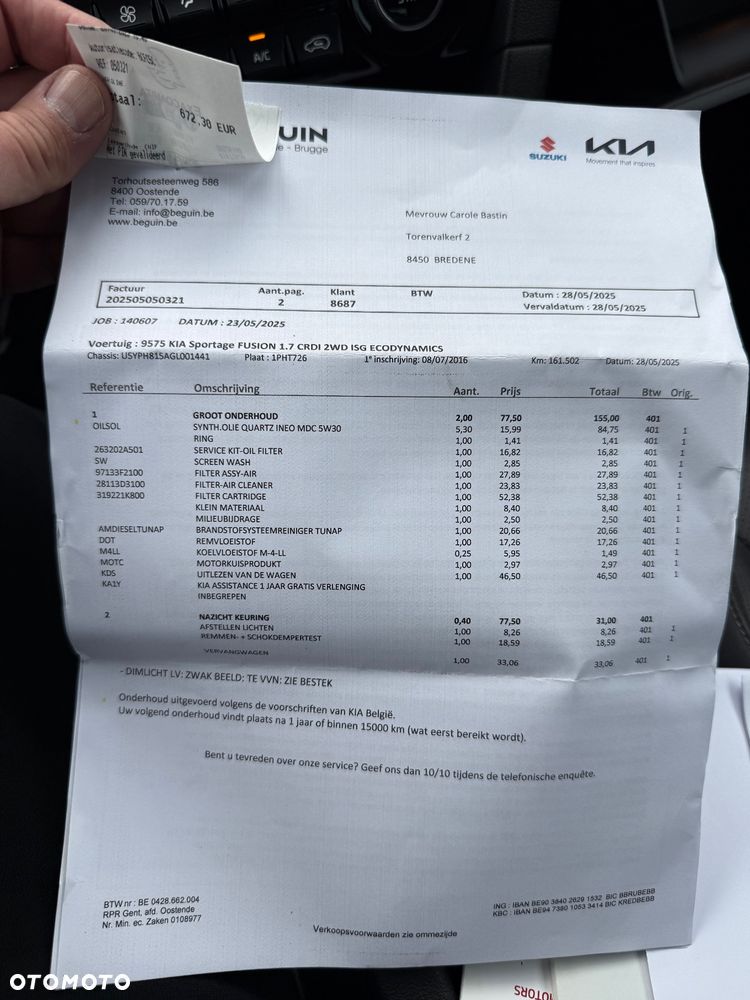 A/C
REF 050321
672,30 EUR
Met PIN gevalideerd
GUIN
e - Brugge
SUZUKI
KIA
Movement that inspires
Torhoutsesteenweg 586
8400 Oostende
Tel: 059/70.17.59
E-mail: info@beguin.be
www.beguin.be
Mevrouw Carole Bastin
Torenvalkerf 2
8450 BREDENE
Factuur Aant.pag. Klant BTW Datum : 28/05/2025
2025050S0321 2 8687 Vervaldatum : 28/05/2025
JOB : 140607 DATUM : 23/05/2025
Voertuig : 9575 KIA Sportage FUSION 1.7 CRDI 2WD ISG ECODYNAMICS
Chassis: U5YPH815AGL001441 Plaat : 1PHT726 1e inschrijving: 08/07/2016 Km: 161.502 Datum: 28/05/2025
Referentie Omschrijving Aant. Prijs Totaal Btw Orig.
1 GROOT ONDERHOUD 2,00 77,50 155,00 401
OILSOL SYNTH.OLIE QUARTZ INEO MDC 5W30 5,30 15,99 84,75 401 1
RING 1,00 1,41 1,41 401 1
263202A501 SERVICE KIT-OIL FILTER 1,00 16,82 16,82 401 1
SW SCREEN WASH 1,00 2,85 2,85 401 1
97133F2100 FILTER ASSY-AIR 1,00 27,89 27,89 401 1
28113D3100 FILTER-AIR CLEANER 1,00 23,83 23,83 401 1
319221K800 FILTER CARTRIDGE 1,00 52,38 52,38 401 1
KLEIN MATERIAAL 1,00 8,40 8,40 401 1
MILIEUBIJDRAGE 1,00 2,50 2,50 401 1
AMDIESELTUNAP BRANDSTOFSYSTEEMREINIGER TUNAP 1,00 20,66 20,66 401 1
DOT REMVLOEISTOF 1,00 17,26 17,26 401 1
M4LL KOELVLOEISTOF M-4-LL 0,25 5,95 1,49 401 1
MOTC MOTORKUISPRODUKT 1,00 2,97 2,97 401 1
KDS UITLEZEN VAN DE WAGEN 1,00 46,50 46,50 401 1
KA1Y KIA ASSISTANCE 1 JAAR GRATIS VERLENGING
INBEGREPEN
2 NAZICHT KEURING 0,40 77,50 31,00 401
AFSTELLEN LICHTEN 1,00 8,26 8,26 401 1
REMMEN- + SCHOKDEMPERTEST 1,00 18,59 18,59 401 1
VERVANGWAGEN 1,00 33,06 33,06 401 1
- DIMLICHT LV: ZWAK BEELD: TE VVN: ZIE BESTEK
Onderhoud uitgevoerd volgens de voorschriften van KIA België.
Uw volgend onderhoud vindt plaats na 1 jaar of binnen 15000 km (wat eerst bereikt wordt).
Bent u tevreden over onze service? Geef ons dan 10/10 tijdens de telefonische enquête.
BTW nr : BE 0428.662.004
RPR Gent, afd. Oostende
Nr. Min. ec. Zaken 0108977
ING : IBAN BE90 3840 2629 1532 BIC BBRUBEBB
KBC : IBAN BE94 7380 1053 3414 BIC KREDBEBB
Verkoopsvoorwaarden zie ommezijde
MOTORS
OTOMOTO